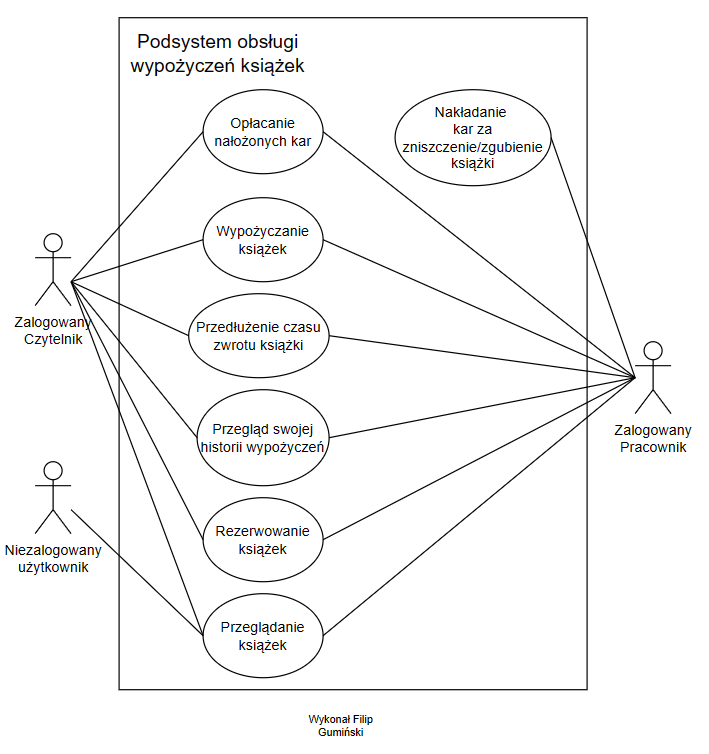 Podsystem obsługi
wypożyczeń książek
Opłacanie
nałożonych kar
Nakładanie
kar za
zniszczenie/zgubienie
książki
Wypożyczanie
książek
Zalogowany
Czytelnik
Przedłużenie czasu
zwrotu książki
Przegląd swojej
historii wypożyczeń
Zalogowany
Pracownik
Niezalogowany
użytkownik
Rezerwowanie
książek
Przeglądanie
książek
Wykonał Filip
Gumiński